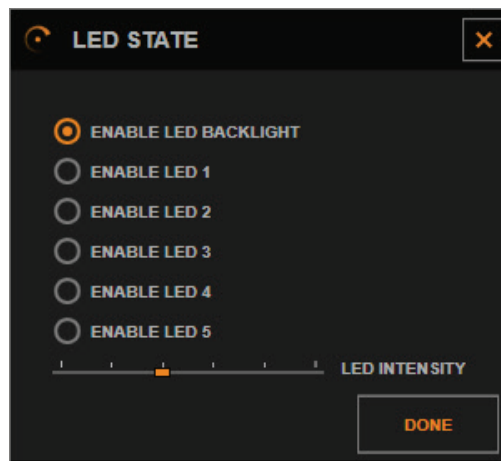 LED STATE
ENABLE LED BACKLIGHT
ENABLE LED 1
ENABLE LED 2
ENABLE LED 3
ENABLE LED 4
ENABLE LED 5
LED INTENSITY
DONE